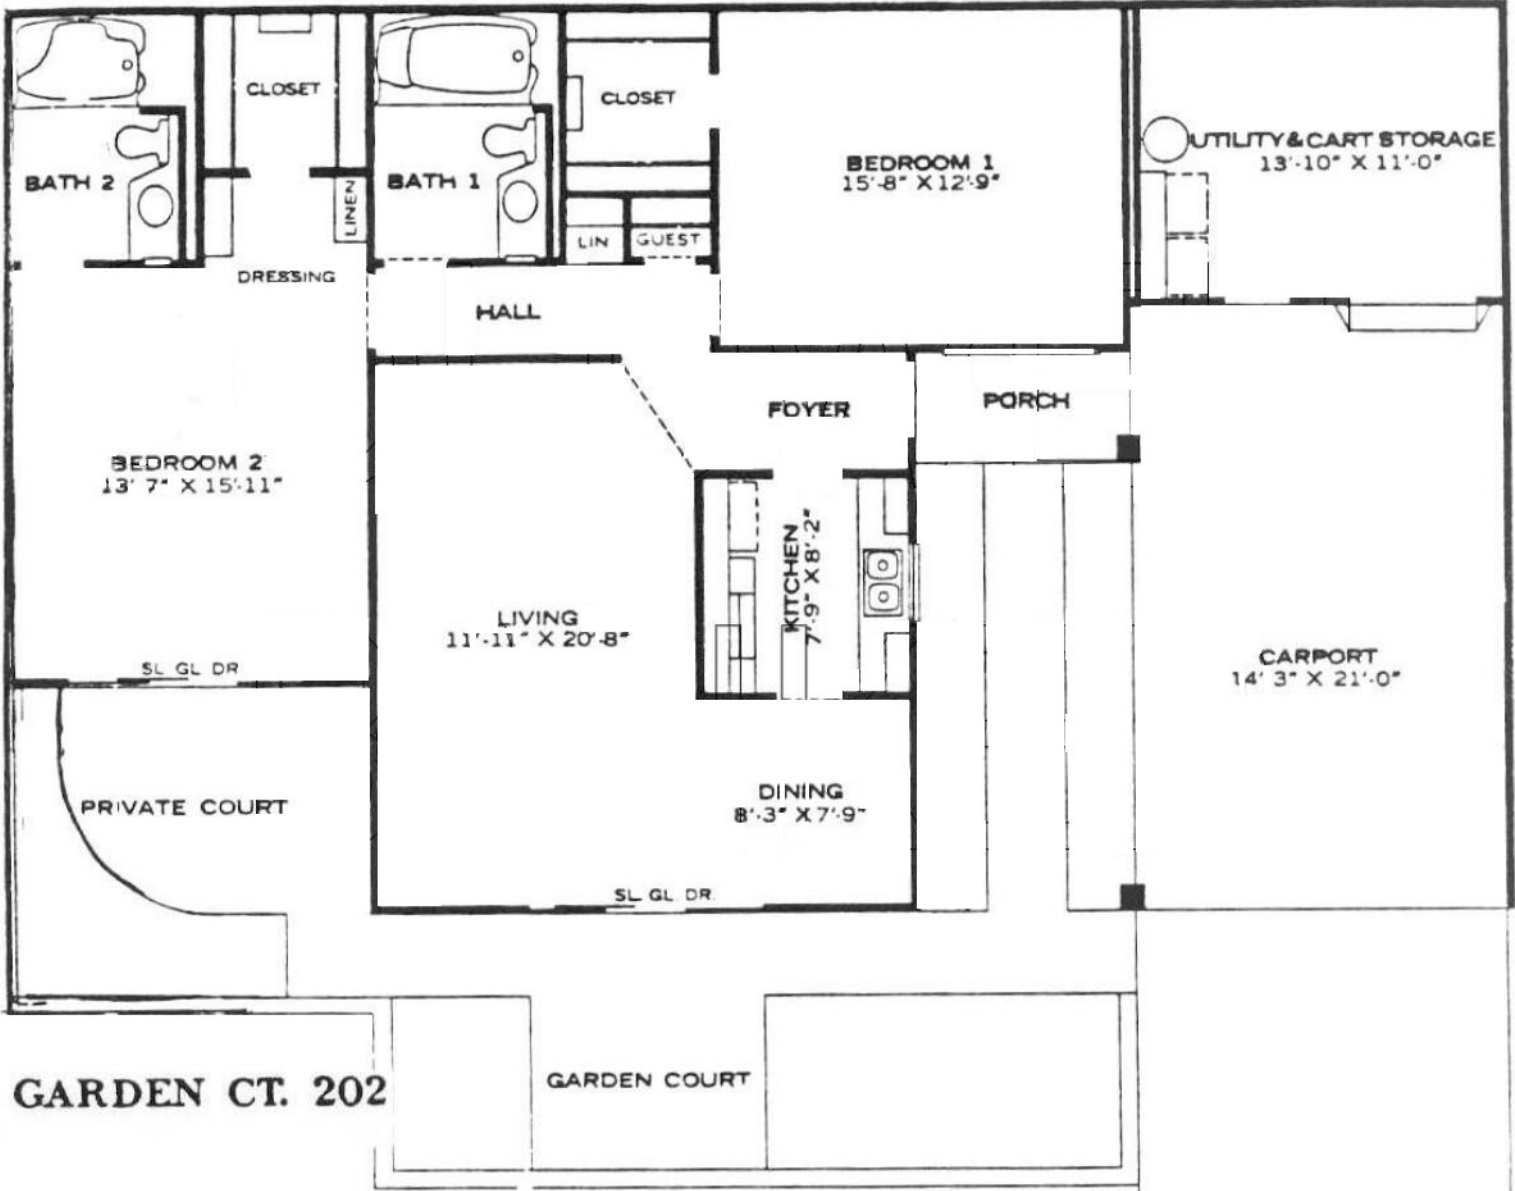 CLOSET
CLOSET
BEDROOM 1
15'-8" X 12'-9"
UTILITY & CART STORAGE
13'-10" X 11'-0"
BATH 2
LINEN
BATH 1
LIN
GUEST
DRESSING
HALL
FOYER
PORCH
BEDROOM 2
13' 7" X 15'-11"
KITCHEN
7'-9" X 8'-2"
LIVING
11'-11" X 20'-8"
CARPORT
14' 3" X 21'-0"
SL GL DR
PRIVATE COURT
DINING
8'-3" X 7'-9"
SL GL DR.
GARDEN COURT
GARDEN CT. 202